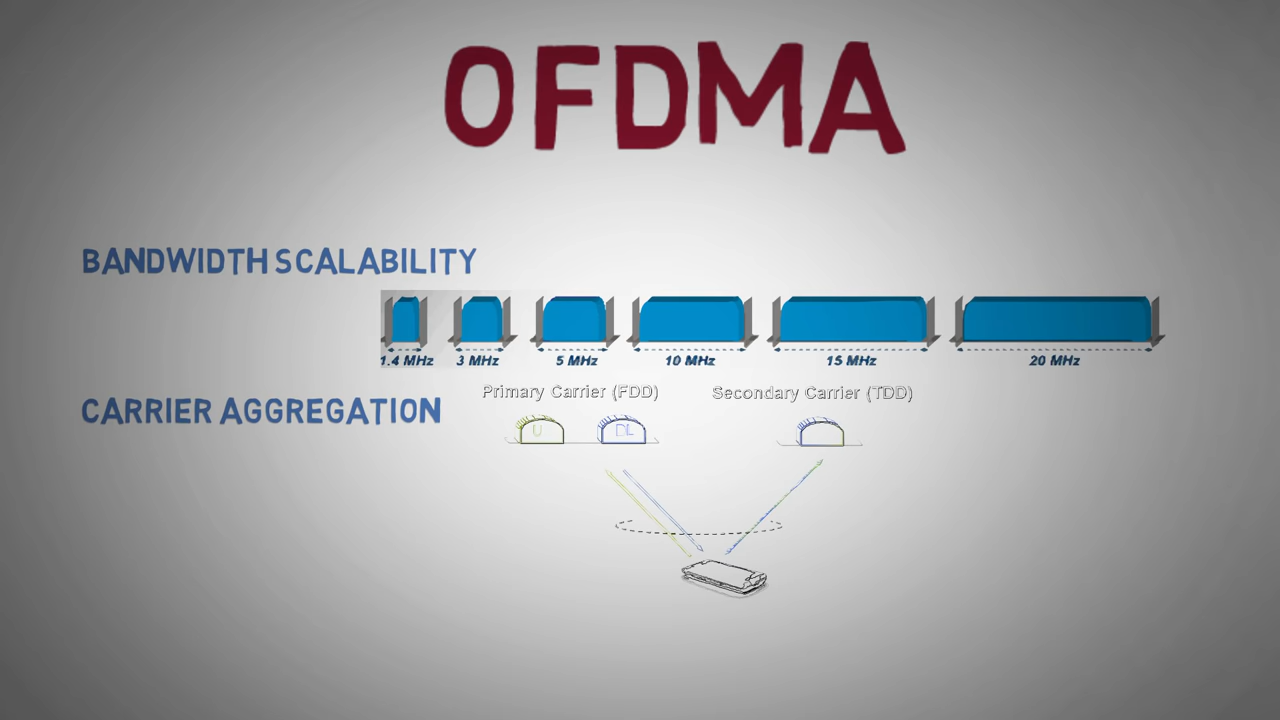 OFDMA
BANDWIDTH SCALABILITY
1.4 MHz 3 MHz 5 MHz 10 MHz 15 MHz 20 MHz
Primary Carrier (FDD) Secondary Carrier (TDD)
CARRIER AGGREGATION
U DL